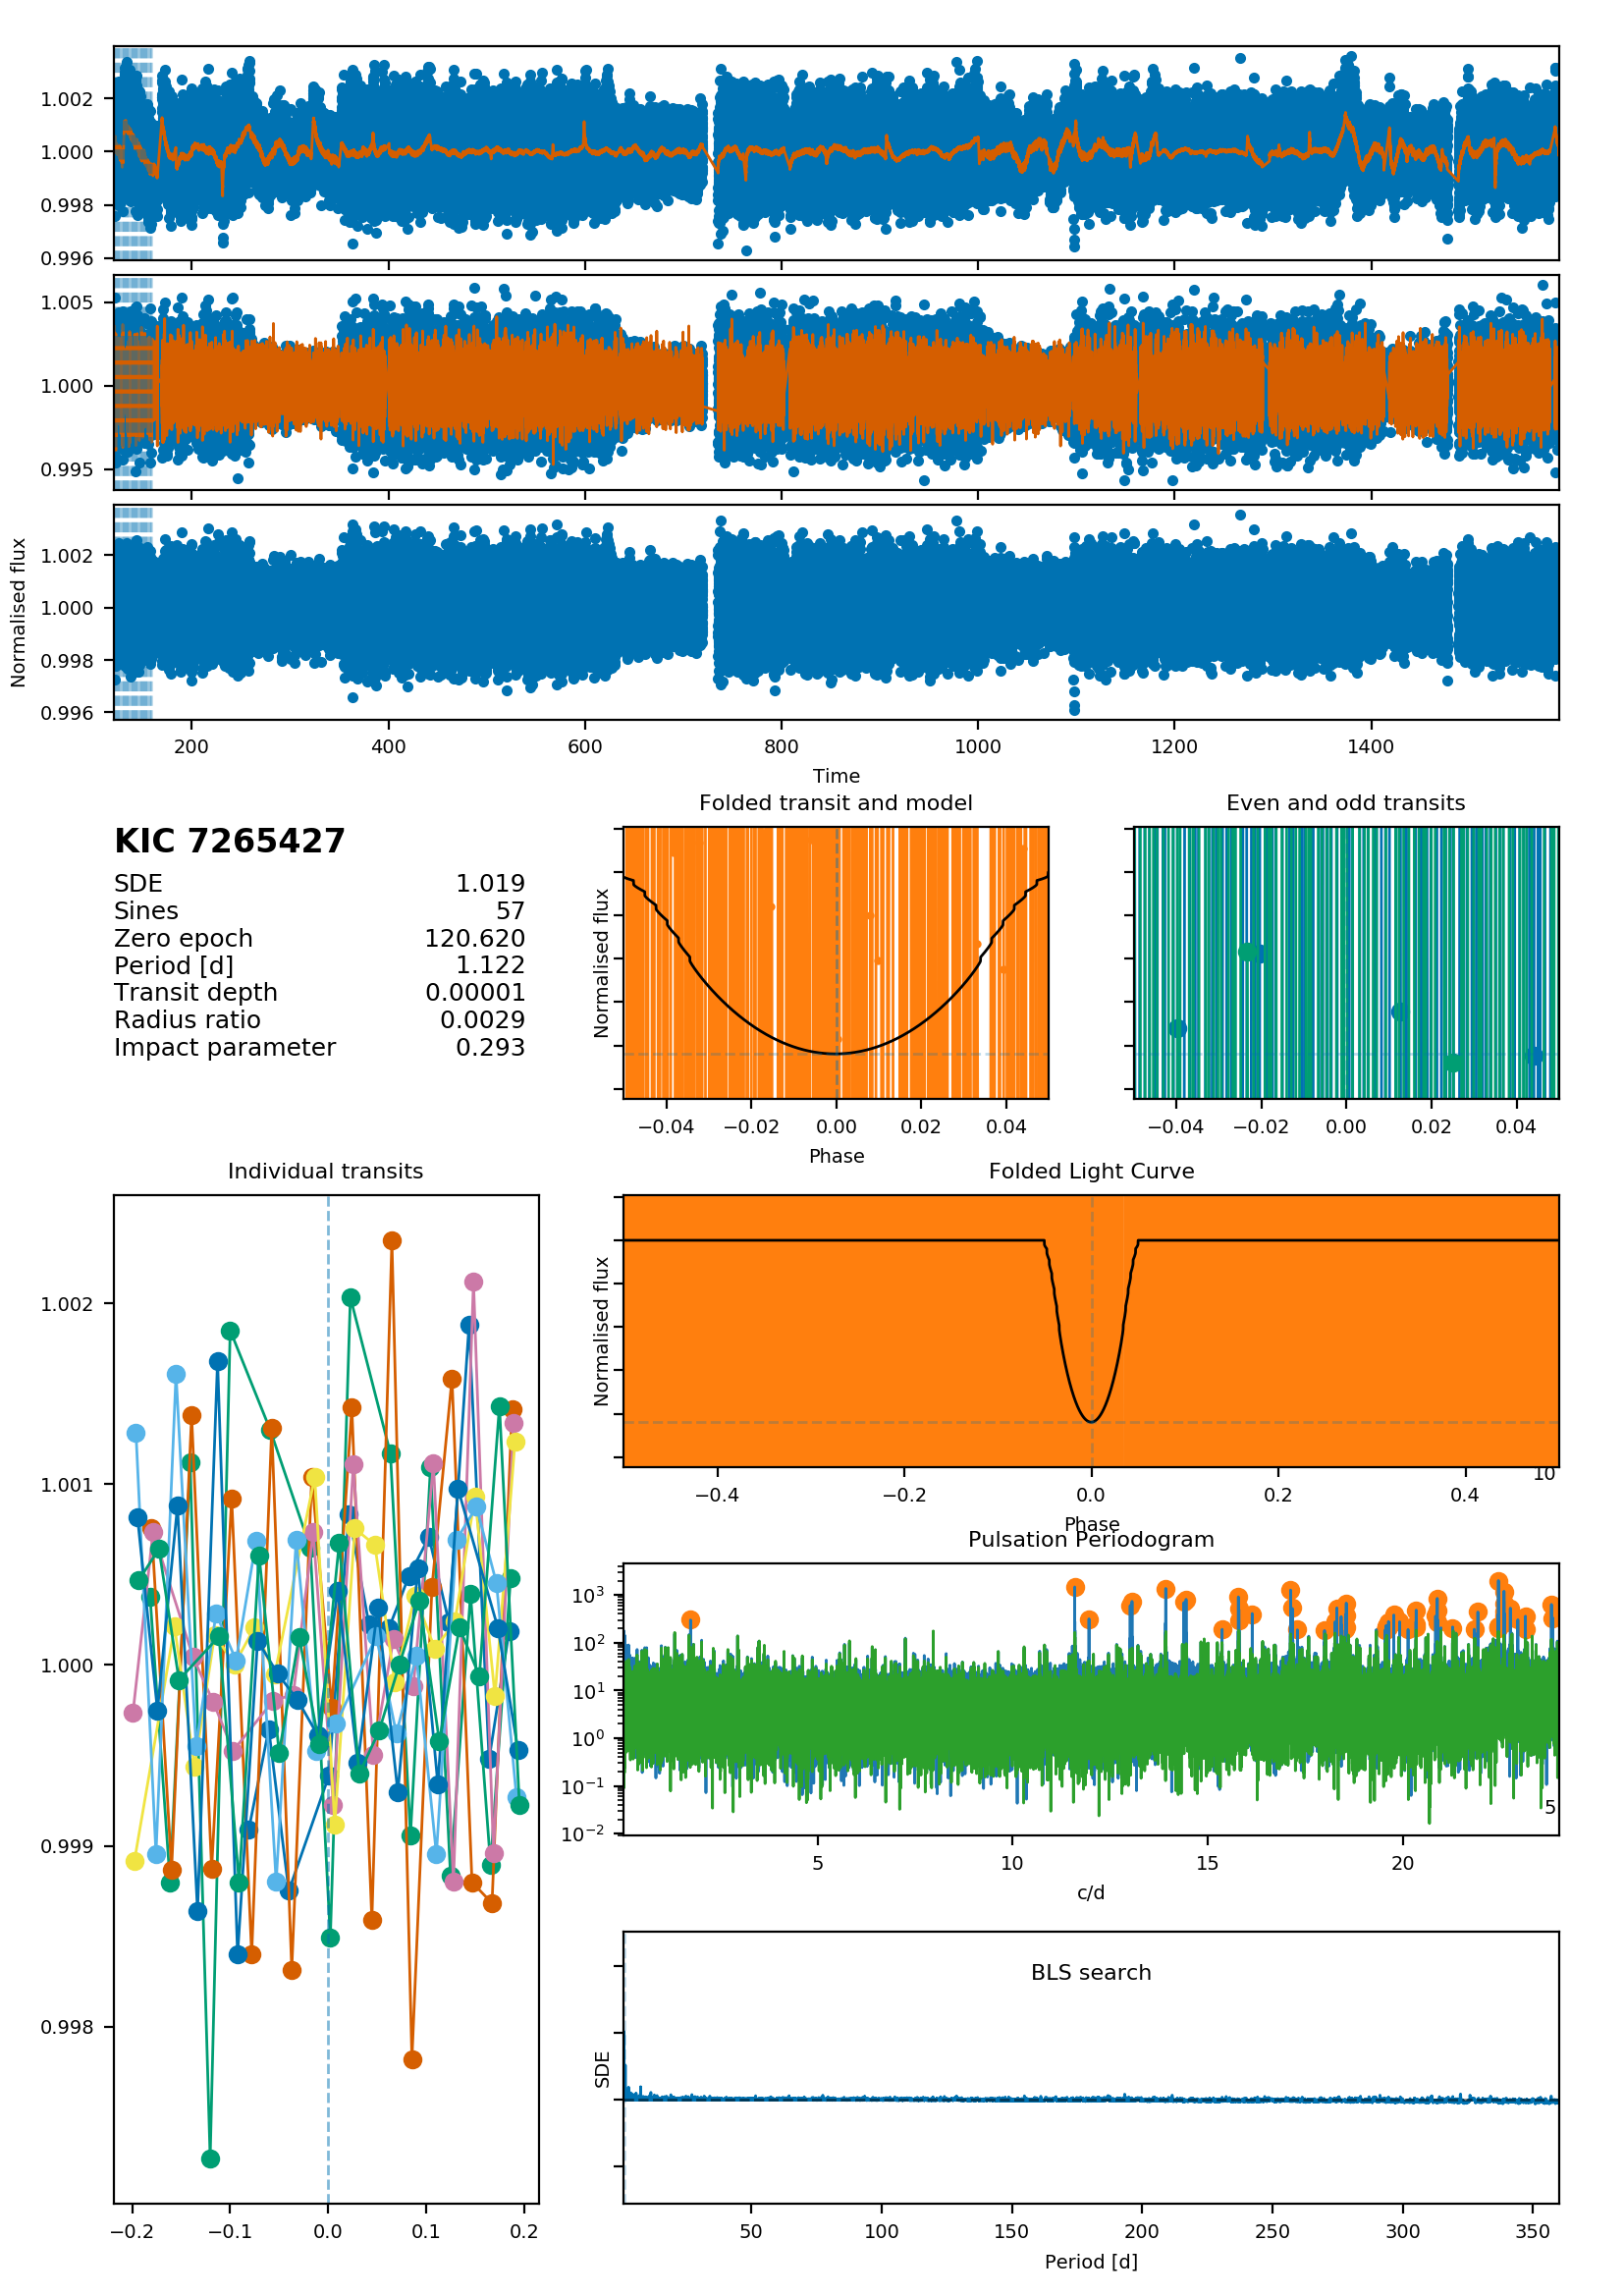 1.002
1.000
0.998
0.996
1.005
1.000
0.995
Normalised flux
1.002
1.000
0.998
0.996
200 400 600 800 1000 1200 1400
Time
KIC 7265427
SDE 1.019
Sines 57
Zero epoch 120.620
Period [d] 1.122
Transit depth 0.00001
Radius ratio 0.0029
Impact parameter 0.293
Folded transit and model
Normalised flux
−0.04 −0.02 0.00 0.02 0.04
Phase
Even and odd transits
−0.04 −0.02 0.00 0.02 0.04
Individual transits
1.002
1.001
1.000
0.999
0.998
−0.2 −0.1 0.0 0.1 0.2
Folded Light Curve
Normalised flux
10
−0.4 −0.2 0.0 0.2 0.4
Phase
Pulsation Periodogram
10³
10²
10¹
10⁰
10⁻¹
10⁻²
5
5 10 15 20
c/d
BLS search
SDE
50 100 150 200 250 300 350
Period [d]